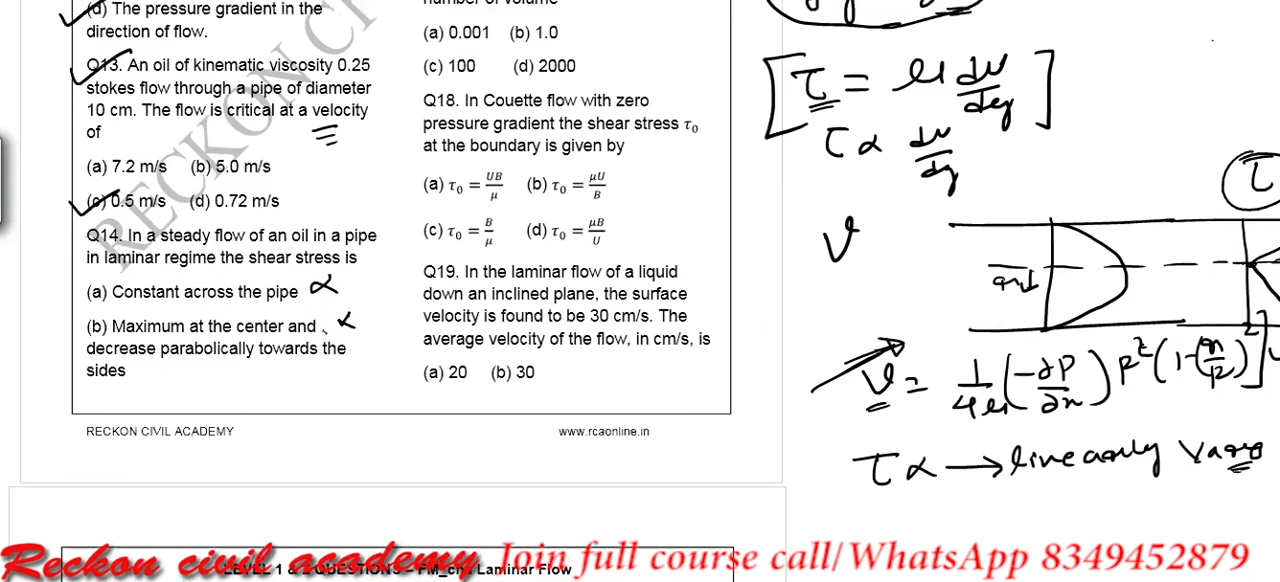 (d) The pressure gradient in the
direction of flow.
Q13. An oil of kinematic viscosity 0.25
stokes flow through a pipe of diameter
10 cm. The flow is critical at a velocity
of
(a) 7.2 m/s (b) 5.0 m/s
(c) 0.5 m/s (d) 0.72 m/s
Q14. In a steady flow of an oil in a pipe
in laminar regime the shear stress is
(a) Constant across the pipe
(b) Maximum at the center and
decrease parabolically towards the
sides
number of volume
(a) 0.001 (b) 1.0
(c) 100 (d) 2000
Q18. In Couette flow with zero
pressure gradient the shear stress τ₀
at the boundary is given by
(a) τ₀ = UB/μ (b) τ₀ = μU/B
(c) τ₀ = B/μ (d) τ₀ = μB/U
Q19. In the laminar flow of a liquid
down an inclined plane, the surface
velocity is found to be 30 cm/s. The
average velocity of the flow, in cm/s, is
(a) 20 (b) 30
RECKON CIVIL ACADEMY www.rcaonline.in
RECKON CI
[τ = μ du/dy]
τ α du/dy
τ
v
v = 1/4μ (-∂P/∂x) R² (1-(r/R)²]
τ α → linearly vary
Reckon civil academy Join full course call/WhatsApp 8349452879
Laminar Flow